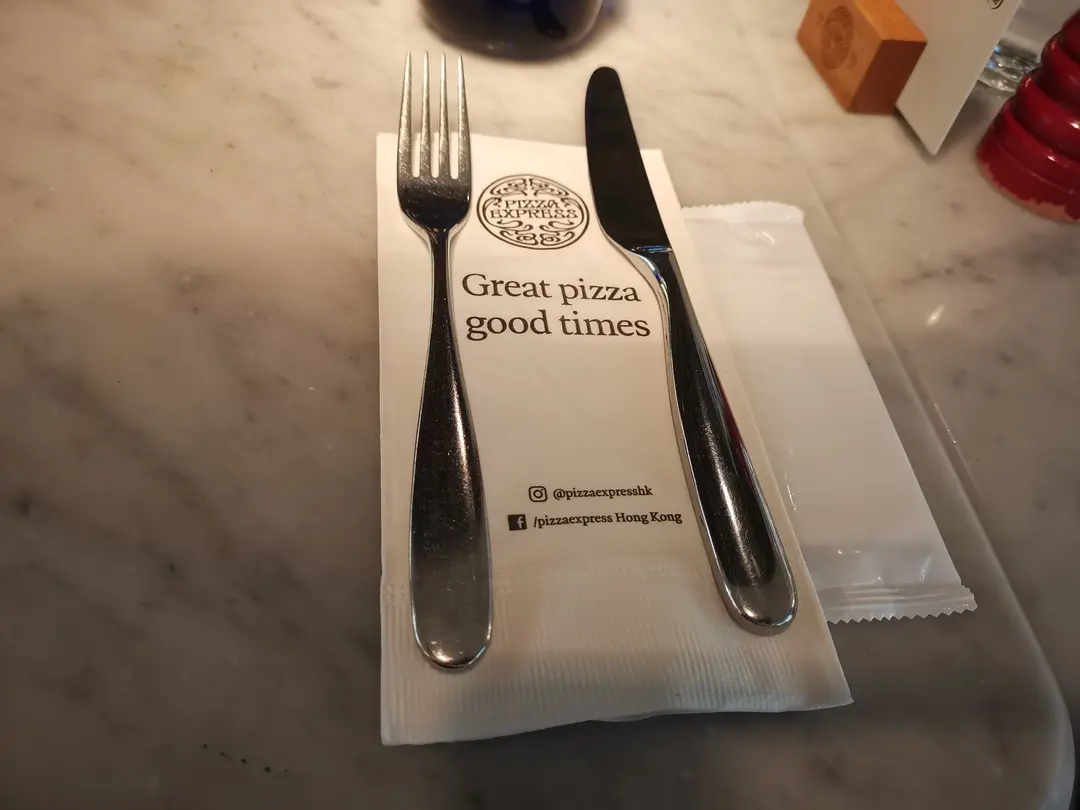 PIZZA
EXPRESS
Great pizza
good times
@pizzaexpresshk
/pizzaexpress Hong Kong